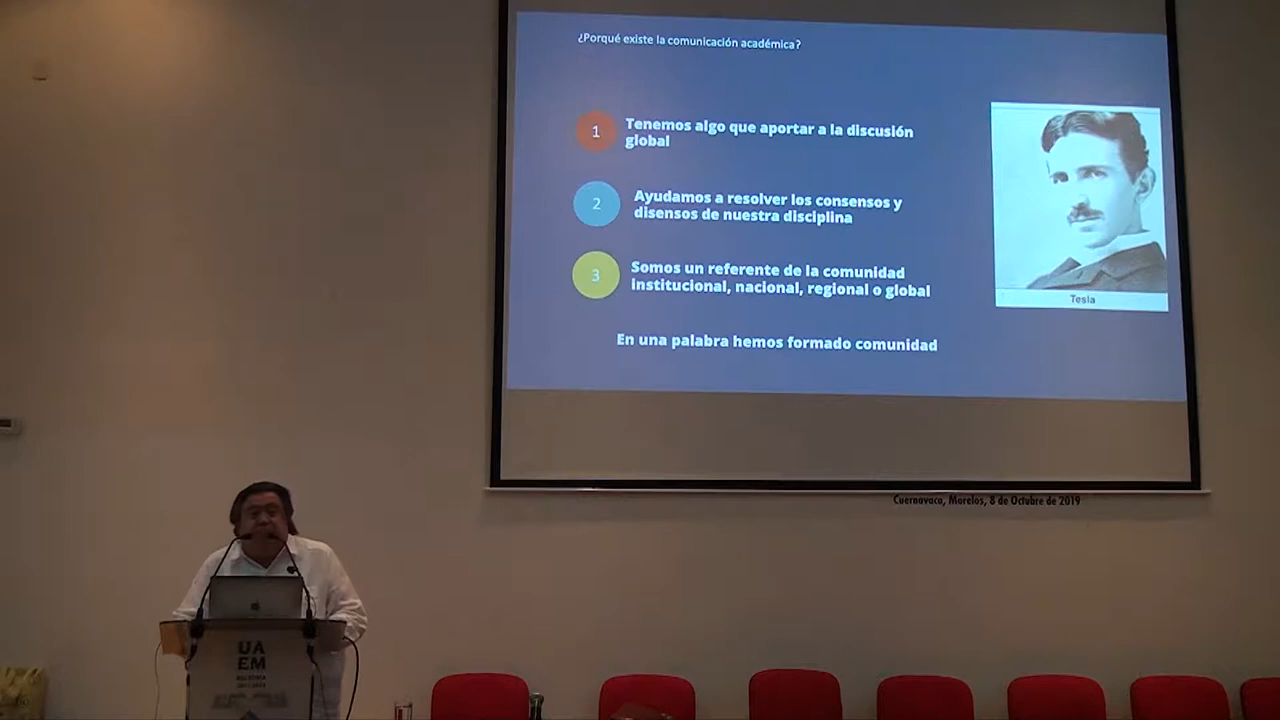 ¿Porqué existe la comunicación académica?
1
Tenemos algo que aportar a la discusión
global
2
Ayudamos a resolver los consensos y
disensos de nuestra disciplina
3
Somos un referente de la comunidad
institucional, nacional, regional o global
En una palabra hemos formado comunidad
Tesla
Cuernavaca, Morelos, 8 de Octubre de 2019
UA
EM